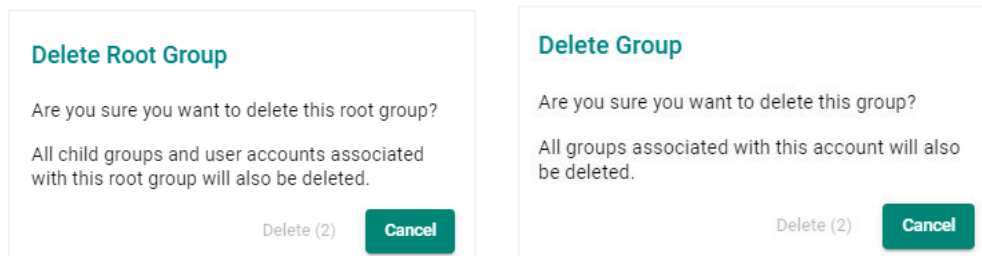 Delete Root Group
Are you sure you want to delete this root group?
All child groups and user accounts associated
with this root group will also be deleted.
Delete (2)
Cancel
Delete Group
Are you sure you want to delete this group?
All groups associated with this account will also
be deleted.
Delete (2)
Cancel